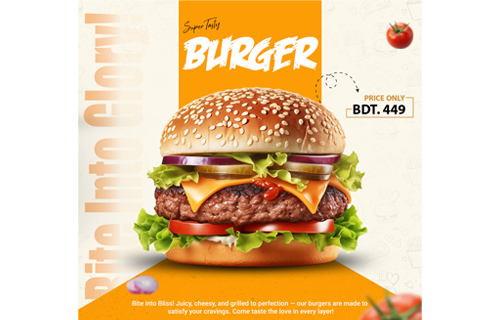 Super Tasty
BURGER
Bite Into Glory!
PRICE ONLY
BDT. 449
Bite into Bliss! Juicy, cheesy, and grilled to perfection — our burgers are made to
satisfy your cravings. Come taste the love in every layer!